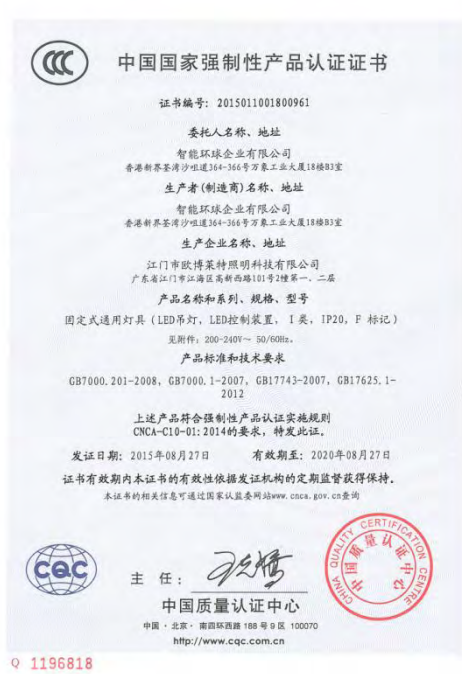 CCC
中国国家强制性产品认证证书
证书编号: 2015011001800961
委托人名称、地址
智能环球企业有限公司
香港新界荃湾沙咀道364-366号万象工业大厦18楼B3室
生产者(制造商)名称、地址
智能环球企业有限公司
香港新界荃湾沙咀道364-366号万象工业大厦18楼B3室
生产企业名称、地址
江门市欧博莱特照明科技有限公司
广东省江门市江海区高新西路101号2幢第一、二层
产品名称和系列、规格、型号
固定式通用灯具(LED吊灯, LED控制装置, I类, IP20, F 标记)
见附件: 200-240V~ 50/60Hz。
产品标准和技术要求
GB7000.201-2008, GB7000.1-2007, GB17743-2007, GB17625.1-
2012
上述产品符合强制性产品认证实施规则
CNCA-C10-01:2014的要求, 特发此证。
发证日期: 2015年08月27日 有效期至: 2020年08月27日
证书有效期内本证书的有效性依据发证机构的定期监督获得保持。
本证书的相关信息可通过国家认监委网站www.cnca.gov.cn查询
CHINA QUALITY CERTIFICATION CENTRE
中国质量认证中心
CQC
主 任:
中国质量认证中心
中国·北京·南四环西路 188 号 9 区 100070
http://www.cqc.com.cn
Q 1196818